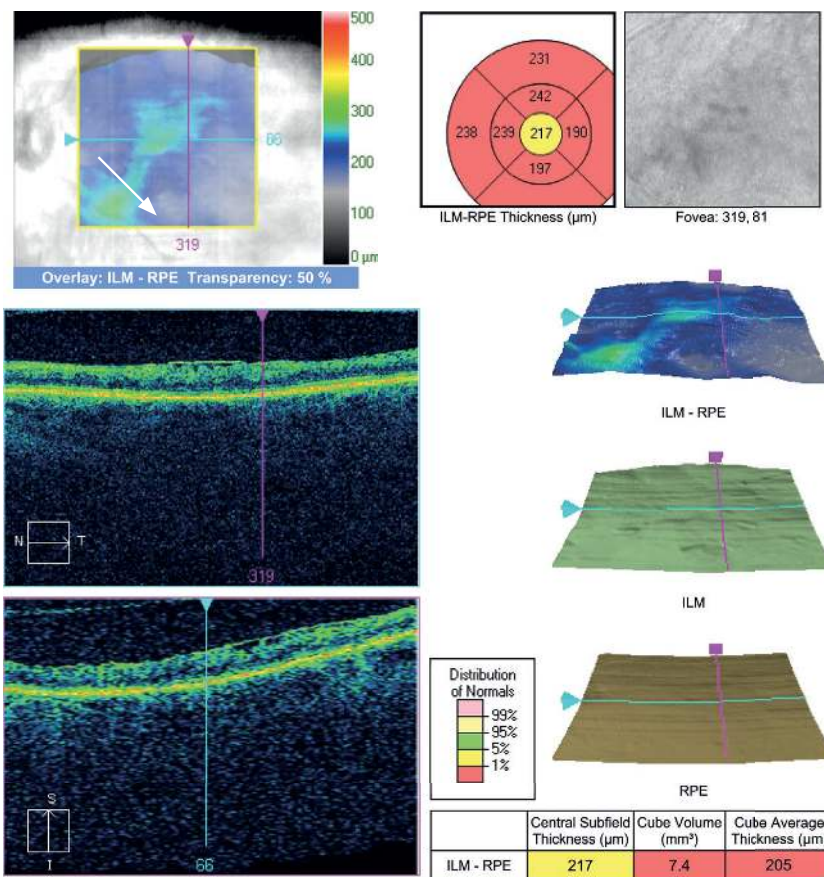 500
400
300
200
100
0 µm
66
319
Overlay: ILM - RPE Transparency: 50 %
231
242
238
239
217
190
197
ILM-RPE Thickness (µm)
Fovea: 319, 81
N
T
319
S
I
66
ILM - RPE
ILM
RPE
Distribution
of Normals
99%
95%
5%
1%
Central Subfield
Thickness (µm)
Cube Volume
(mm³)
Cube Average
Thickness (µm
ILM - RPE
217
7.4
205